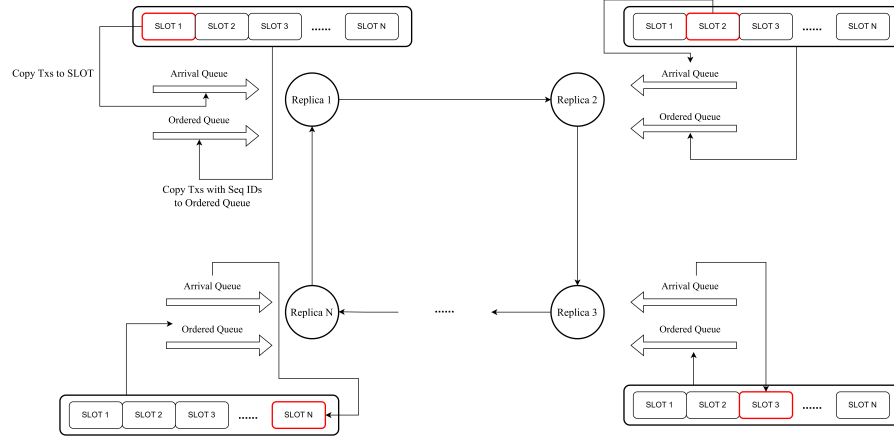 SLOT 1 SLOT 2 SLOT 3 ...... SLOT N
SLOT 1 SLOT 2 SLOT 3 ...... SLOT N
Copy Txs to SLOT
Arrival Queue
Arrival Queue
Replica 1
Replica 2
Ordered Queue
Ordered Queue
Copy Txs with Seq IDs
to Ordered Queue
Arrival Queue
Arrival Queue
Replica N
......
Replica 3
Ordered Queue
Ordered Queue
SLOT 1 SLOT 2 SLOT 3 ...... SLOT N
SLOT 1 SLOT 2 SLOT 3 ...... SLOT N